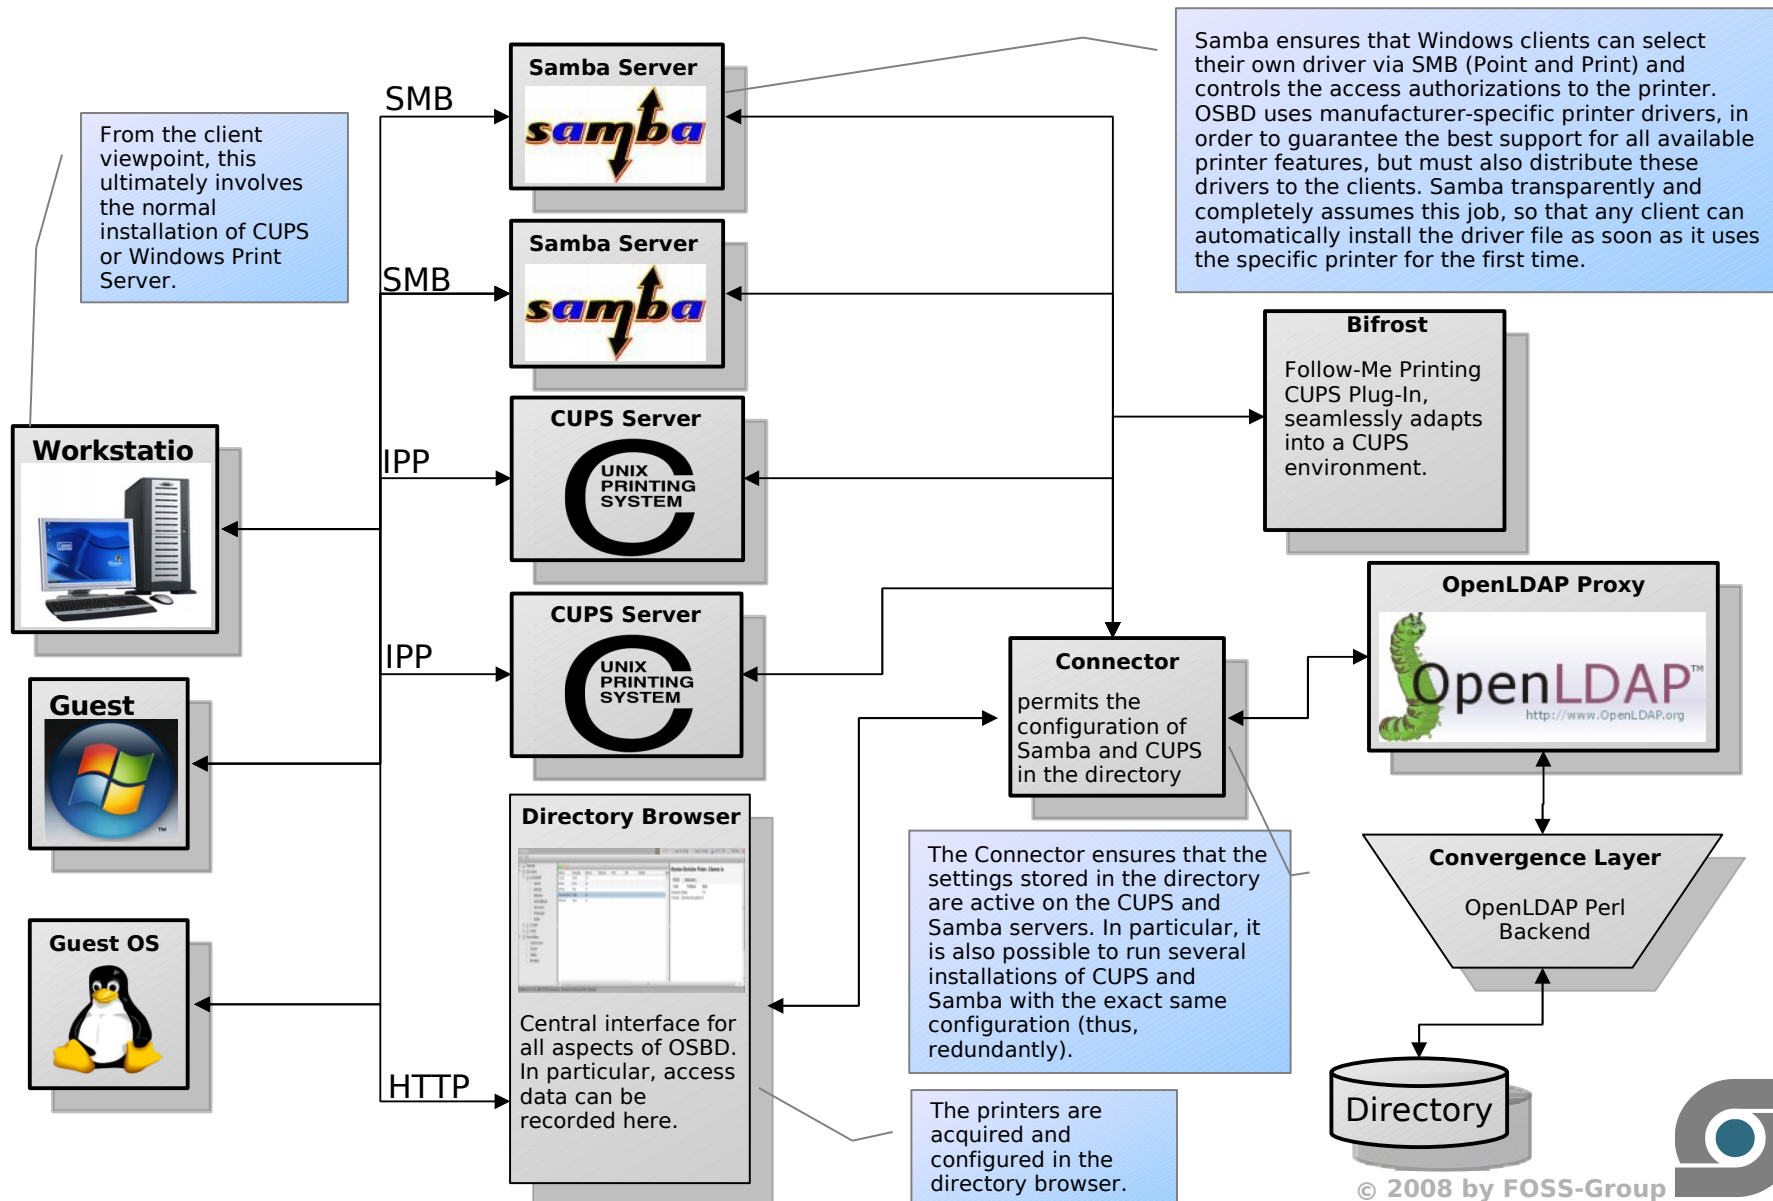 From the client
viewpoint, this
ultimately involves
the normal
installation of CUPS
or Windows Print
Server.
SMB
Samba Server
samba
Samba ensures that Windows clients can select
their own driver via SMB (Point and Print) and
controls the access authorizations to the printer.
OSBD uses manufacturer-specific printer drivers, in
order to guarantee the best support for all available
printer features, but must also distribute these
drivers to the clients. Samba transparently and
completely assumes this job, so that any client can
automatically install the driver file as soon as it uses
the specific printer for the first time.
SMB
Samba Server
samba
Bifrost
Follow-Me Printing
CUPS Plug-In,
seamlessly adapts
into a CUPS
environment.
Workstatio
IPP
CUPS Server
UNIX
PRINTING
SYSTEM
IPP
CUPS Server
UNIX
PRINTING
SYSTEM
OpenLDAP Proxy
OpenLDAP™
http://www.OpenLDAP.org
Connector
permits the
configuration of
Samba and CUPS
in the directory
Guest
TM
Directory Browser
Central interface for
all aspects of OSBD.
In particular, access
data can be
recorded here.
The Connector ensures that the
settings stored in the directory
are active on the CUPS and
Samba servers. In particular, it
is also possible to run several
installations of CUPS and
Samba with the exact same
configuration (thus,
redundantly).
Convergence Layer
OpenLDAP Perl
Backend
Guest OS
HTTP
The printers are
acquired and
configured in the
directory browser.
Directory
© 2008 by FOSS-Group